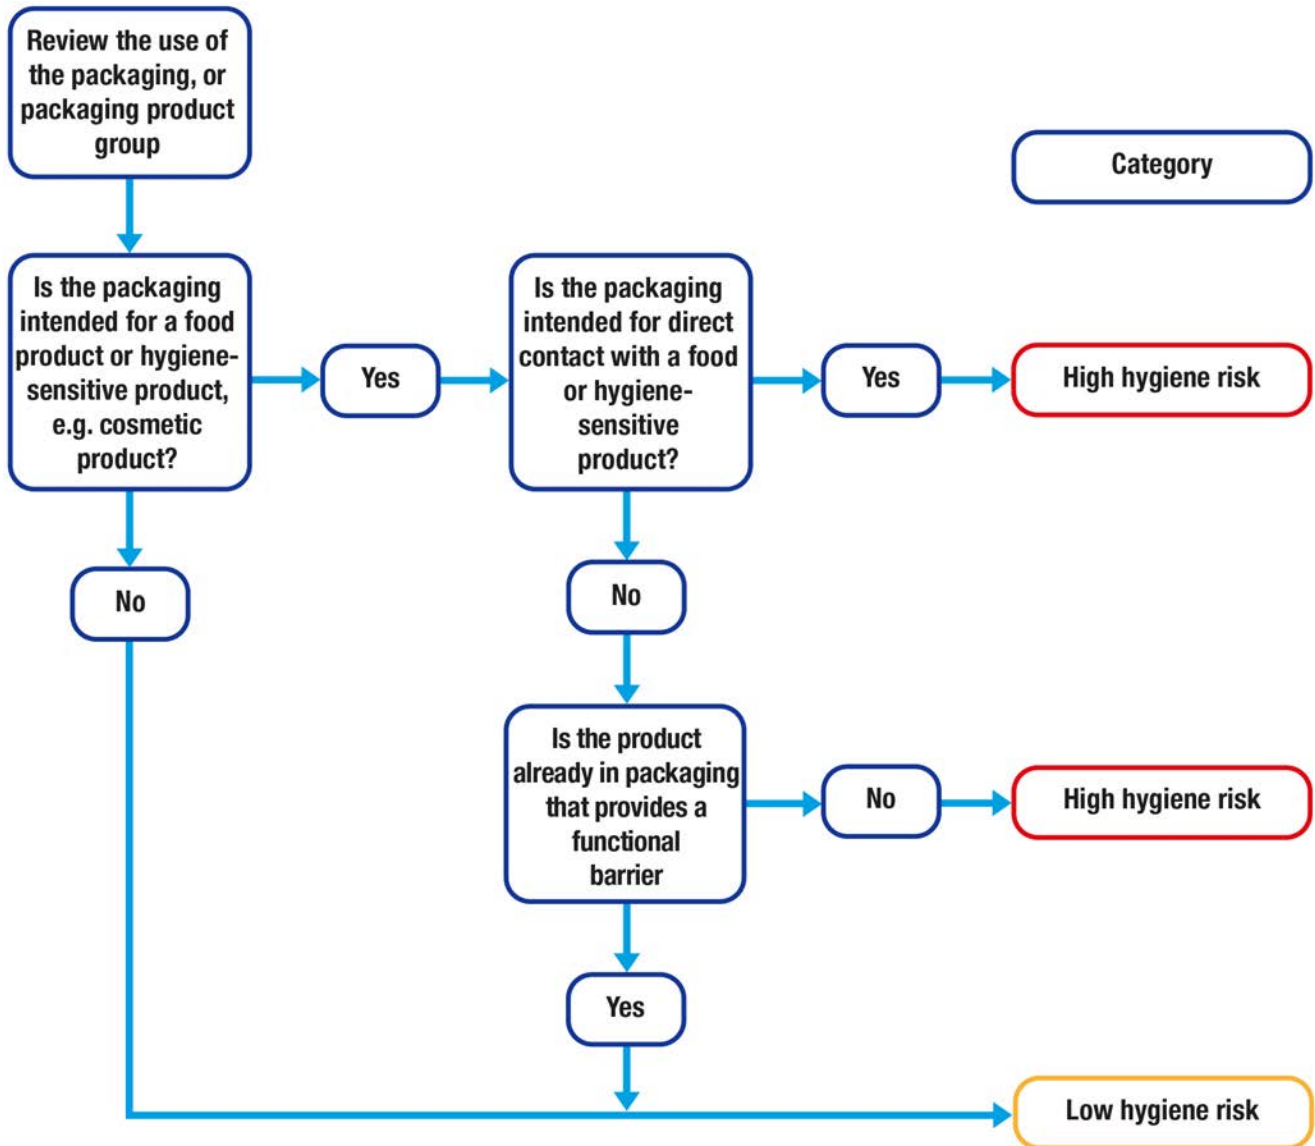 Review the use of
the packaging, or
packaging product
group
Category
Is the packaging
intended for a food
product or hygiene-
sensitive product,
e.g. cosmetic
product?
Yes
Is the packaging
intended for direct
contact with a food
or hygiene-
sensitive
product?
Yes
High hygiene risk
No
No
Is the product
already in packaging
that provides a
functional
barrier
No
High hygiene risk
Yes
Low hygiene risk